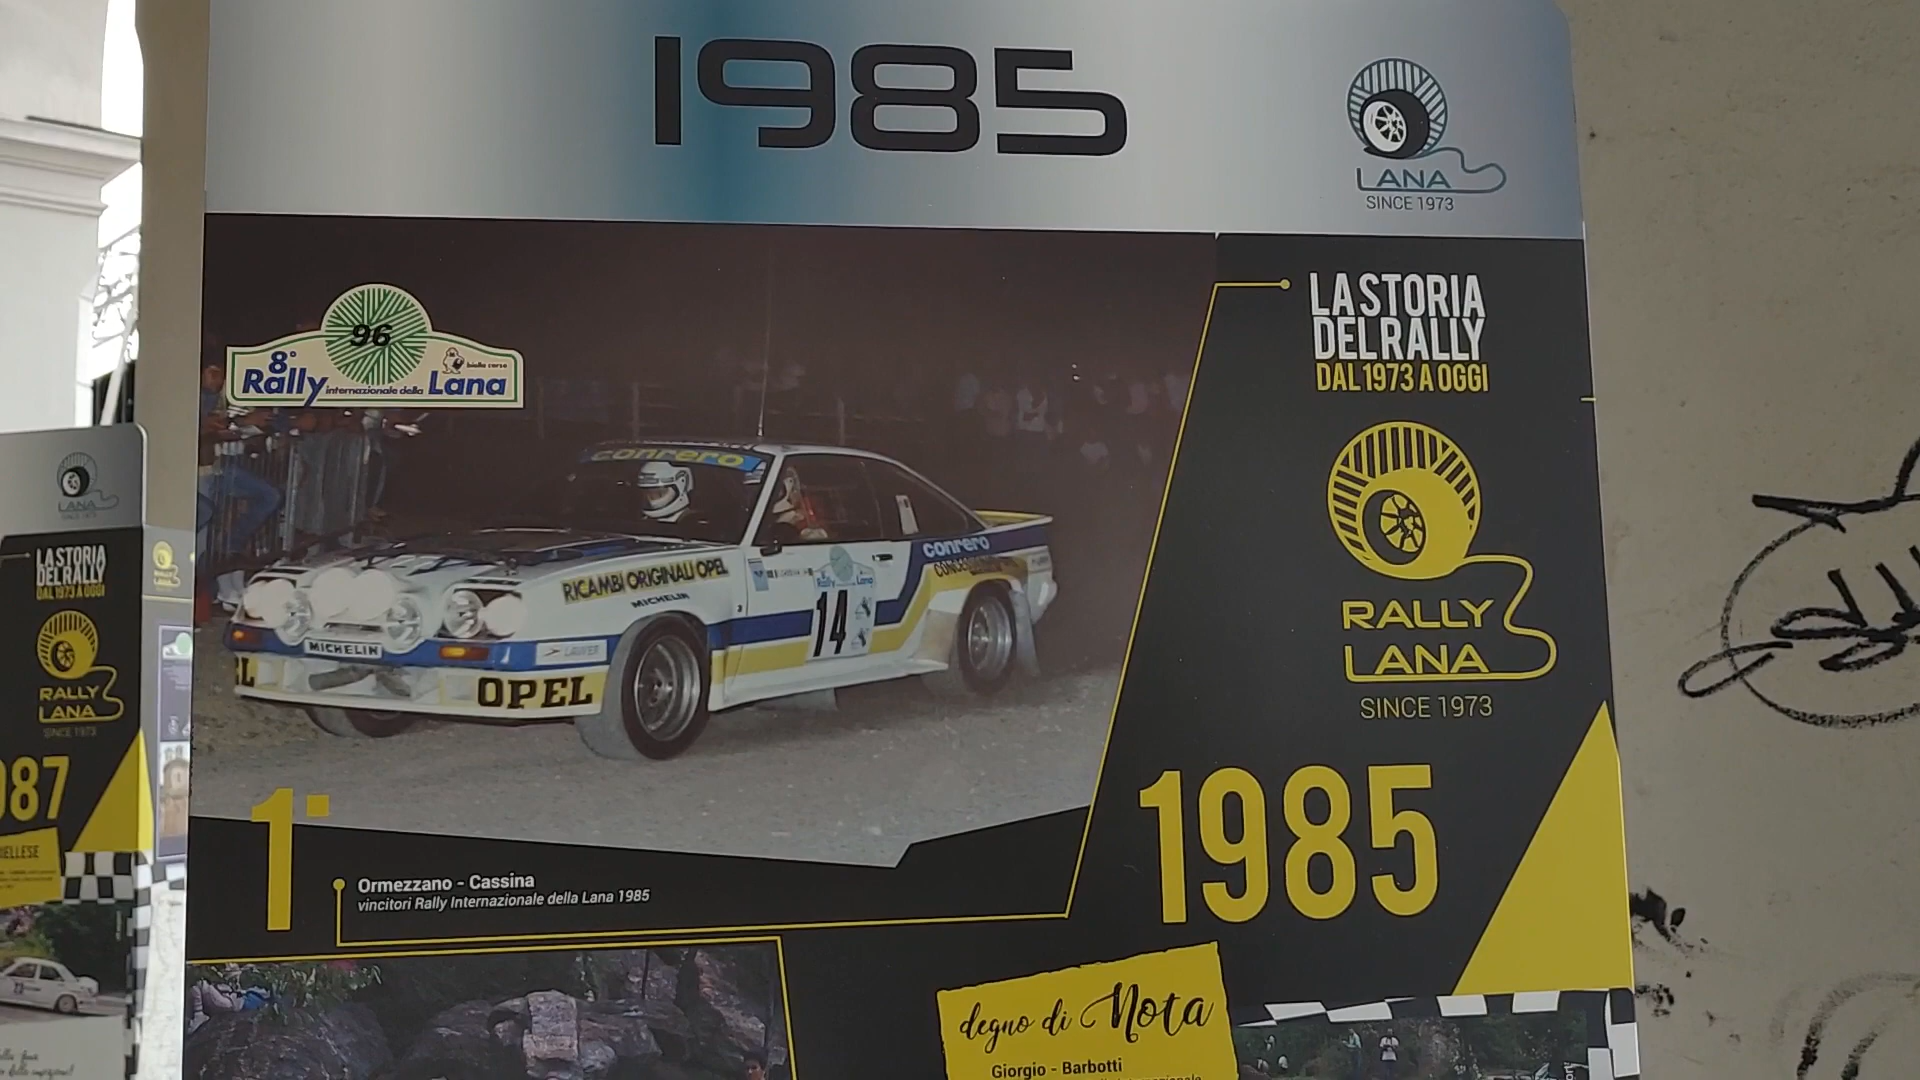 1985
LANA
SINCE 1973
LA STORIA
DEL RALLY
DAL 1973 A OGGI
96
8°
biella corse
Rally internazionale della Lana
conrero
RICAMBI ORIGINALI OPEL
MICHELIN
conrero
Rally Lana
14
MICHELIN
OPEL
RALLY
LANA
SINCE 1973
1985
1°
Ormezzano - Cassina
vincitori Rally Internazionale della Lana 1985
degno di Nota
Giorgio - Barbotti
LANA
LA STORIA
DEL RALLY
DAL 1973 A OGGI
RALLY
LANA
SINCE 1973
987